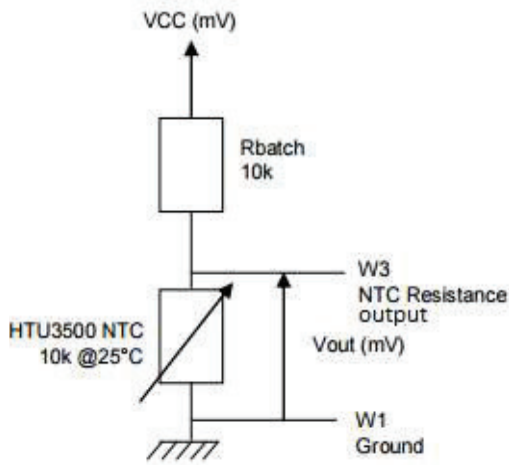 VCC (mV)
Rbatch
10k
W3
NTC Resistance
output
HTU3500 NTC
10k @25°C
Vout (mV)
W1
Ground